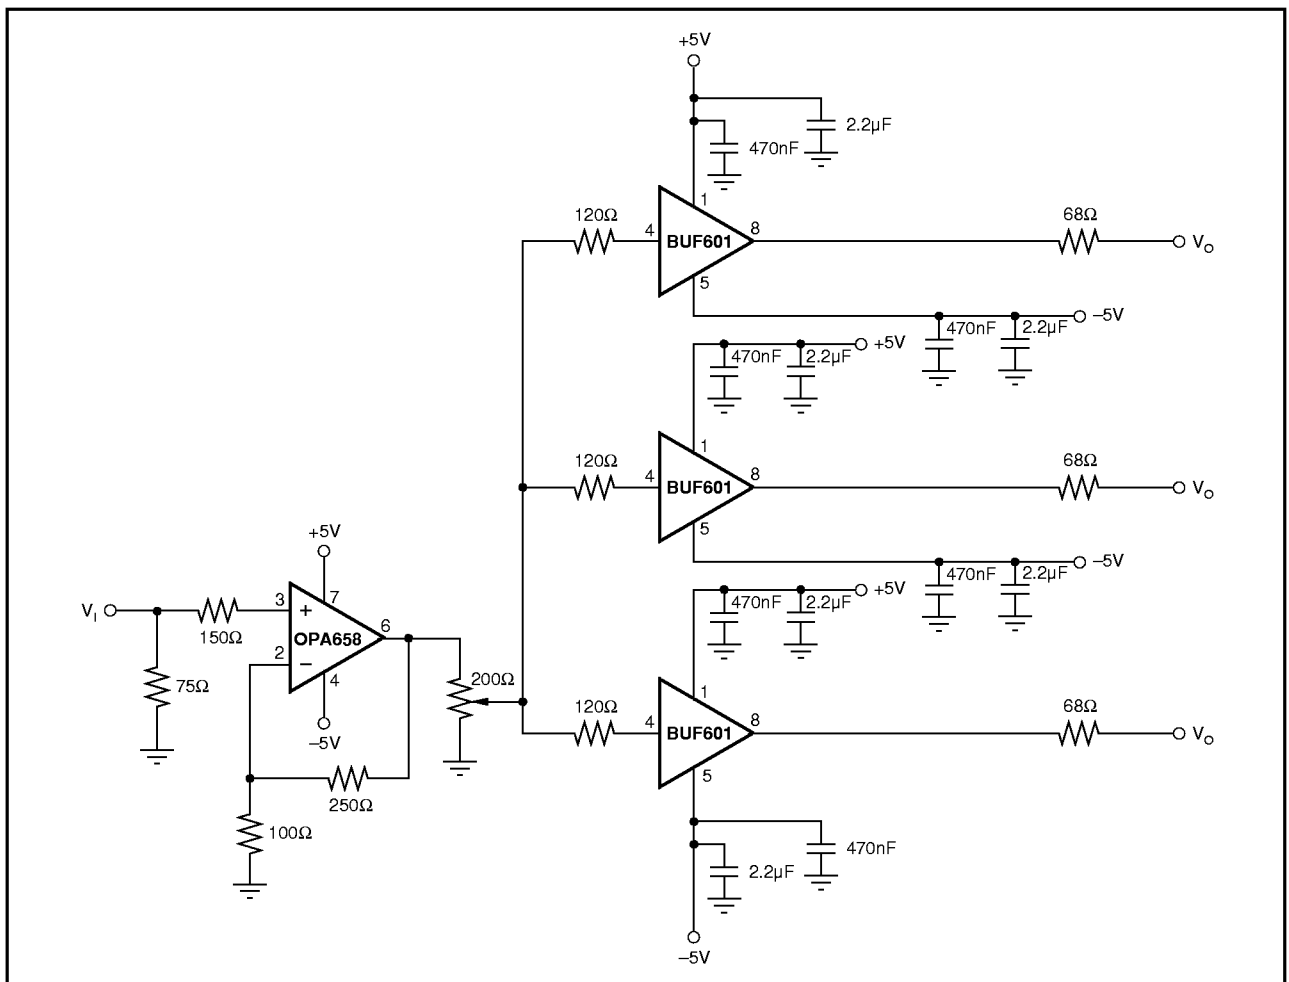 +5V
2.2µF
470nF
1
120Ω
4
BUF601
8
68Ω
VO
5
470nF
2.2µF
–5V
470nF
2.2µF
+5V
1
120Ω
4
BUF601
8
68Ω
VO
5
470nF
2.2µF
–5V
470nF
2.2µF
+5V
+5V
VI
3
+
7
150Ω
OPA658
6
2
–
4
75Ω
–5V
200Ω
250Ω
100Ω
1
120Ω
4
BUF601
8
68Ω
VO
5
470nF
2.2µF
–5V